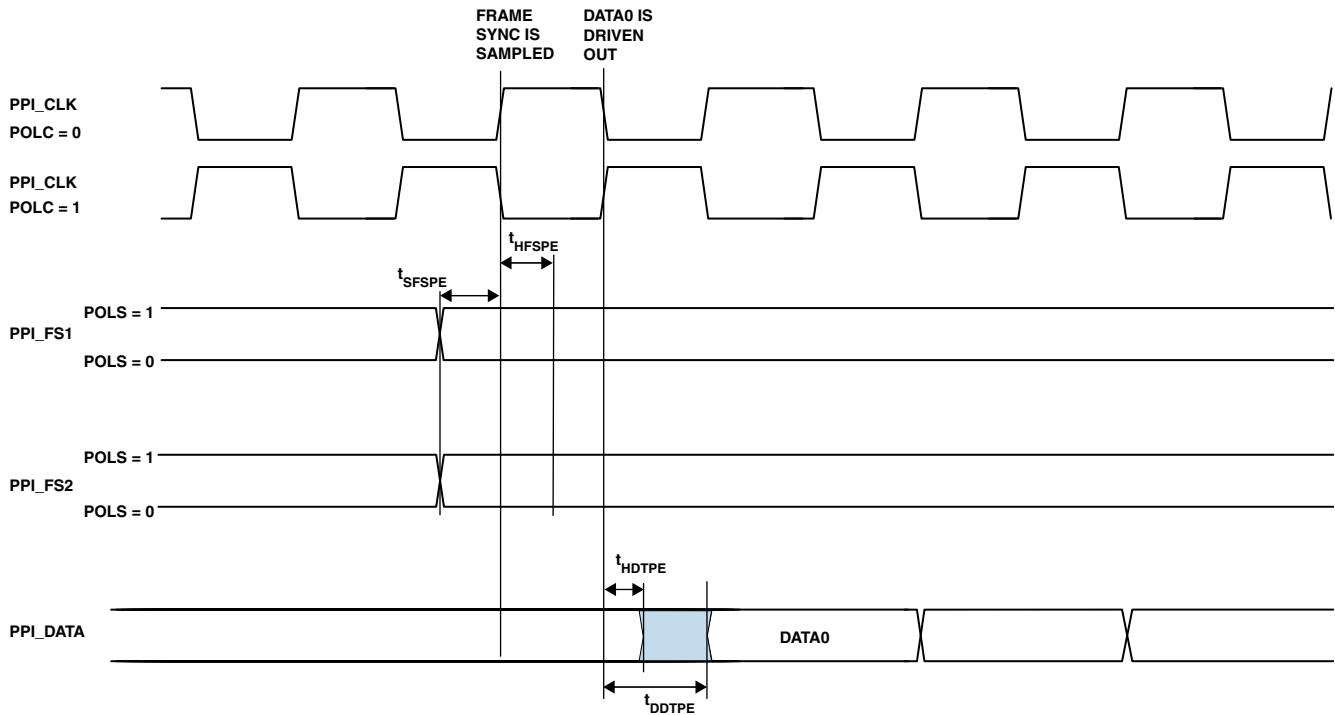 FRAME
SYNC IS
SAMPLED
DATA0 IS
DRIVEN
OUT
PPI_CLK
POLC = 0
PPI_CLK
POLC = 1
tHFSPE
tSFSPE
POLS = 1
PPI_FS1
POLS = 0
POLS = 1
PPI_FS2
POLS = 0
tHDTPE
PPI_DATA
DATA0
tDDTPE